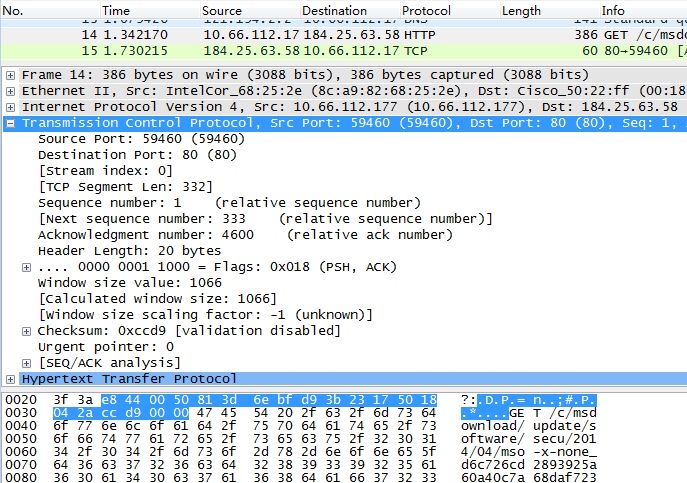 No. Time Source Destination Protocol Length Info
14 1.342170 10.66.112.17 184.25.63.58 HTTP 386 GET /c/msdo
15 1.730215 184.25.63.58 10.66.112.17 TCP 60 80→59460 [A
Frame 14: 386 bytes on wire (3088 bits), 386 bytes captured (3088 bits)
Ethernet II, Src: IntelCor_68:25:2e (8c:a9:82:68:25:2e), Dst: Cisco_50:22:ff (00:18
Internet Protocol Version 4, Src: 10.66.112.177 (10.66.112.177), Dst: 184.25.63.58
Transmission Control Protocol, Src Port: 59460 (59460), Dst Port: 80 (80), Seq: 1,
Source Port: 59460 (59460)
Destination Port: 80 (80)
[Stream index: 0]
[TCP Segment Len: 332]
Sequence number: 1 (relative sequence number)
[Next sequence number: 333 (relative sequence number)]
Acknowledgment number: 4600 (relative ack number)
Header Length: 20 bytes
.... 0000 0001 1000 = Flags: 0x018 (PSH, ACK)
Window size value: 1066
[Calculated window size: 1066]
[Window size scaling factor: -1 (unknown)]
Checksum: 0xccd9 [validation disabled]
Urgent pointer: 0
[SEQ/ACK analysis]
Hypertext Transfer Protocol
0020 3f 3a e8 44 00 50 81 3d 6e bf d9 3b 23 17 50 18 ?:.D.P.= n..;#.P.
0030 04 2a cc d9 00 00 47 45 54 20 2f 63 2f 6d 73 64 .*....GE T /c/msd
0040 6f 77 6e 6c 6f 61 64 2f 75 70 64 61 74 65 2f 73 ownload/ update/s
0050 6f 66 74 77 61 72 65 2f 73 65 63 75 2f 32 30 31 oftware/ secu/201
0060 34 2f 30 34 2f 6d 73 6f 2d 78 2d 6e 6f 6e 65 5f 4/04/mso -x-none_
0070 64 36 63 37 32 36 63 64 32 38 39 33 39 32 35 61 d6c726cd 2893925a
0080 36 30 61 34 30 63 37 61 36 38 64 61 66 37 32 33 60a40c7a 68daf723